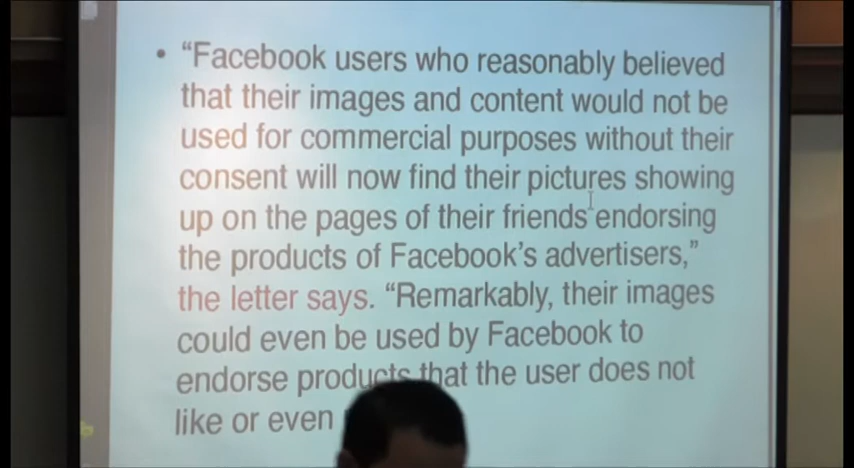 • “Facebook users who reasonably believed
that their images and content would not be
used for commercial purposes without their
consent will now find their pictures showing
up on the pages of their friends endorsing
the products of Facebook’s advertisers,”
the letter says. “Remarkably, their images
could even be used by Facebook to
endorse products that the user does not
like or even